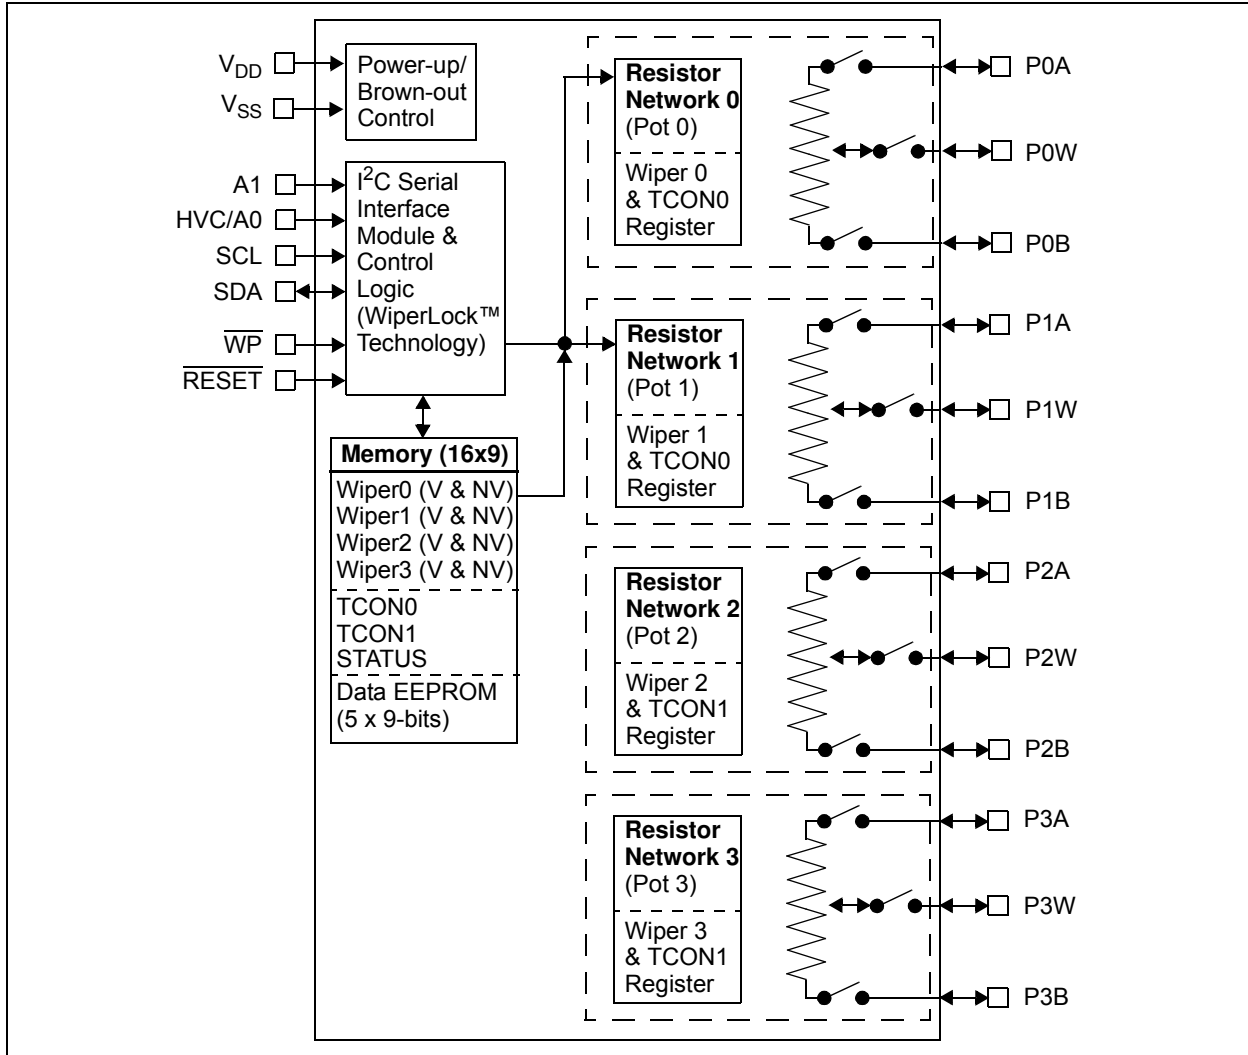 V_DD
V_SS
Power-up/
Brown-out
Control
A1
HVC/A0
SCL
SDA
W̅P̅
R̅E̅S̅E̅T̅
I²C Serial
Interface
Module &
Control
Logic
(WiperLock™
Technology)
Memory (16x9)
Wiper0 (V & NV)
Wiper1 (V & NV)
Wiper2 (V & NV)
Wiper3 (V & NV)
TCON0
TCON1
STATUS
Data EEPROM
(5 x 9-bits)
Resistor
Network 0
(Pot 0)
Wiper 0
& TCON0
Register
P0A
P0W
P0B
Resistor
Network 1
(Pot 1)
Wiper 1
& TCON0
Register
P1A
P1W
P1B
Resistor
Network 2
(Pot 2)
Wiper 2
& TCON1
Register
P2A
P2W
P2B
Resistor
Network 3
(Pot 3)
Wiper 3
& TCON1
Register
P3A
P3W
P3B